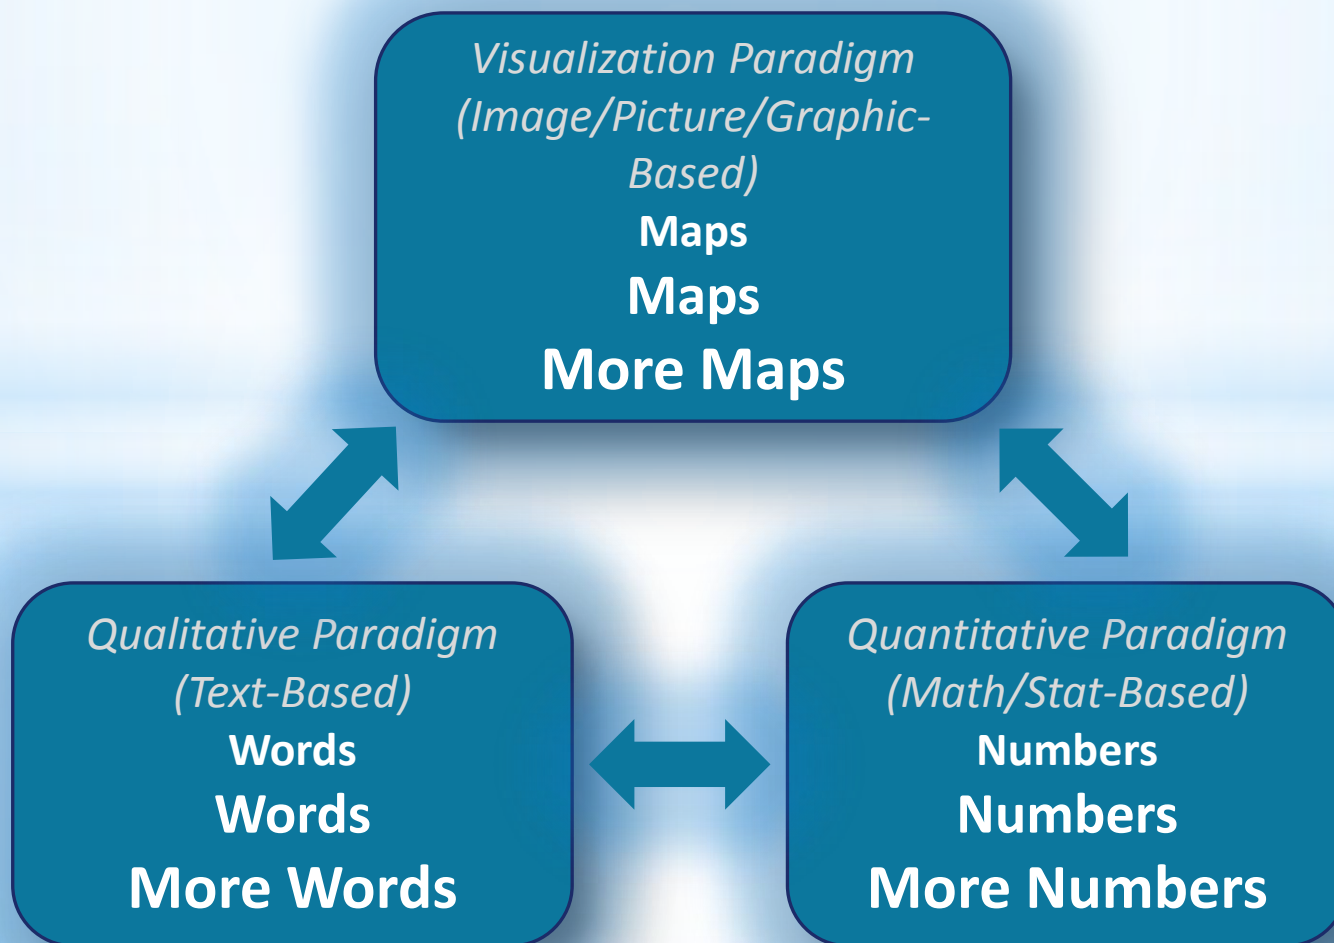 Visualization Paradigm
(Image/Picture/Graphic-
Based)
Maps
Maps
More Maps
Qualitative Paradigm
(Text-Based)
Words
Words
More Words
Quantitative Paradigm
(Math/Stat-Based)
Numbers
Numbers
More Numbers